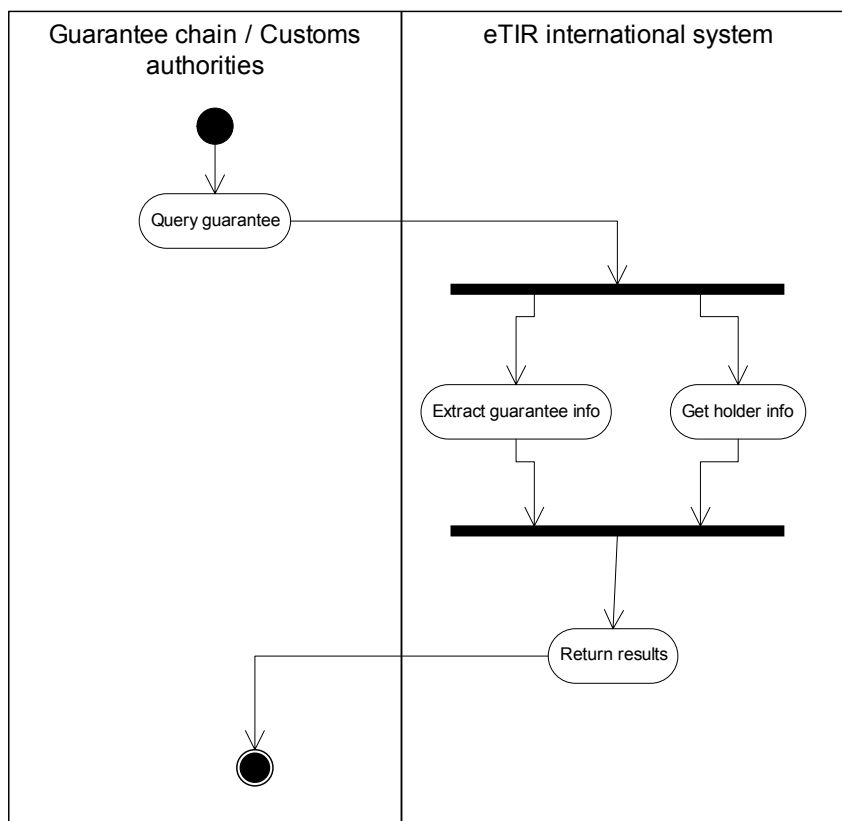 Guarantee chain / Customs
authorities
eTIR international system
Query guarantee
Extract guarantee info
Get holder info
Return results